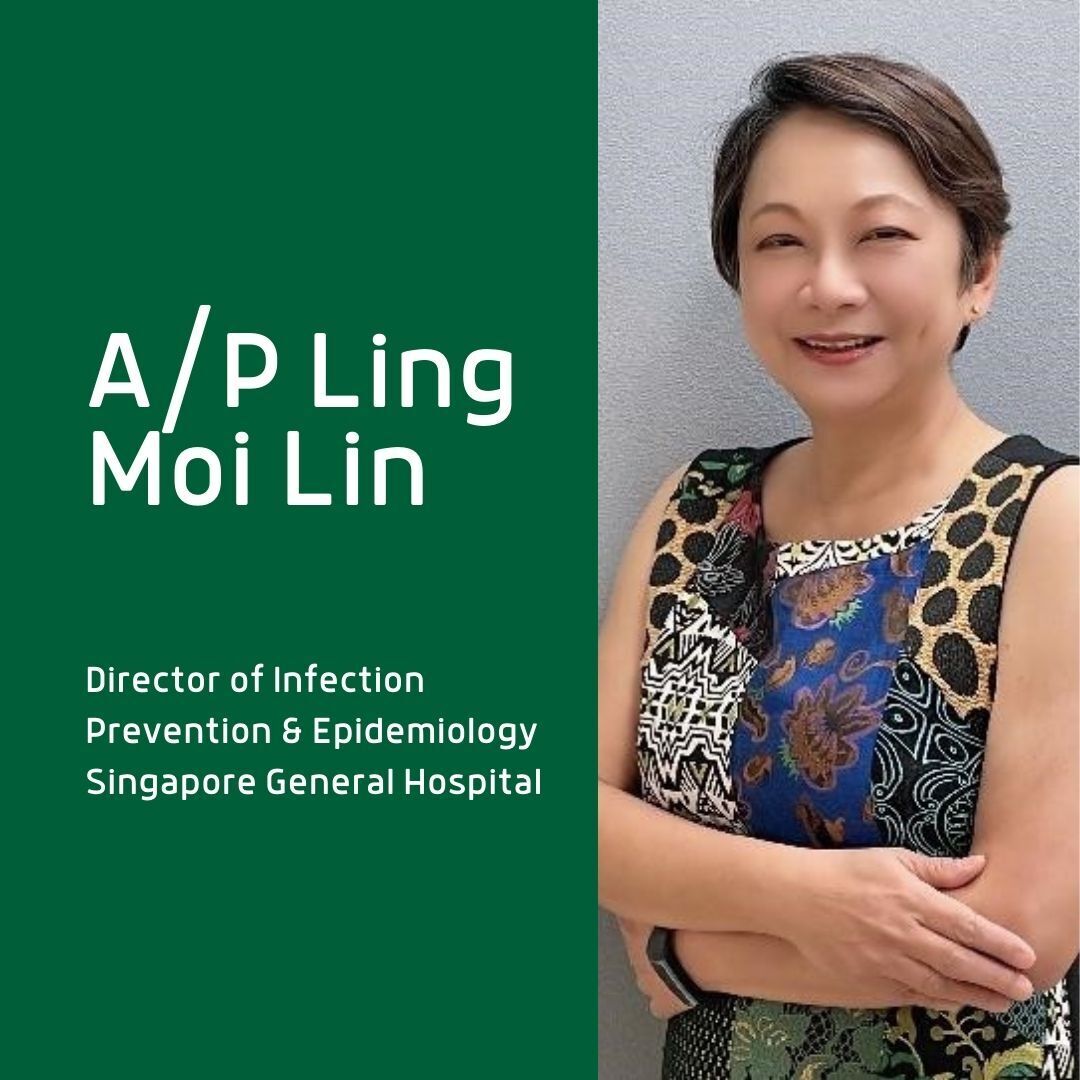 A/P Ling
Moi Lin
Director of Infection
Prevention & Epidemiology
Singapore General Hospital